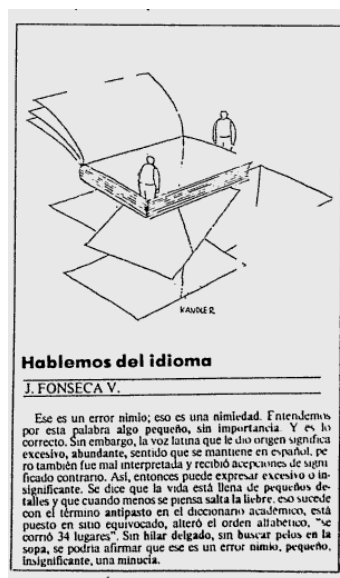 KANDLER
Hablemos del idioma
J. FONSECA V.
Ese es un error nimio; eso es una nimiedad. Entendemos
por esta palabra algo pequeño, sin importancia. Y es lo
correcto. Sin embargo, la voz latina que le dio origen significa
excesivo, abundante, sentido que se mantiene en español, pe-
ro también fue mal interpretada y recibió acepciones de signi-
ficado contrario. Así, entonces puede expresar excesivo o in-
significante. Se dice que la vida está llena de pequeños de-
talles y que cuando menos se piensa salta la liebre, eso sucede
con el término antipasto en el diccionario académico, está
puesto en sitio equivocado, alteró el orden alfabético, "se
corrió 34 lugares". Sin hilar delgado, sin buscar pelos en la
sopa, se podría afirmar que ese es un error nimio, pequeño,
insignificante, una minucia.